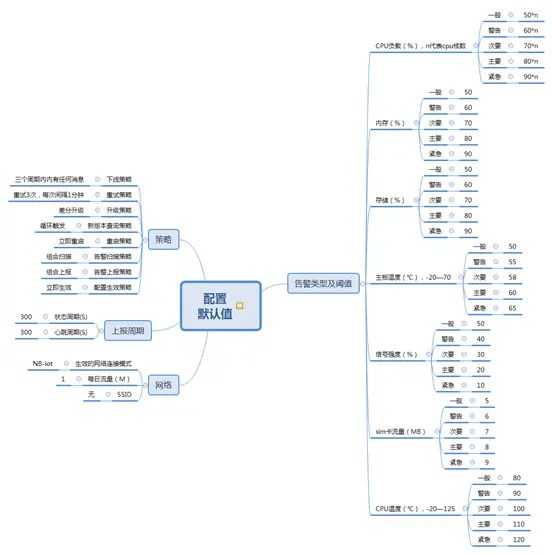 配置
默认值
策略
三个周期内内有任何消息 下线策略
重试3次，每次间隔1分钟 重试策略
差分升级 升级策略
循环触发 新版本查询策略
立即重启 重启策略
组合扫描 告警扫描策略
组合上报 告警上报策略
立即生效 配置生效策略
上报周期
300 状态周期(S)
300 心跳周期(S)
网络
NB-iot 生效的网络连接模式
1 每日流量（M）
无 SSID
告警类型及阈值
CPU负载（%），n代表cpu核数
一般 50*n
警告 60*n
次要 70*n
主要 80*n
紧急 90*n
内存（%）
一般 50
警告 60
次要 70
主要 80
紧急 90
存储（%）
一般 50
警告 60
次要 70
主要 80
紧急 90
主板温度（℃），-20—70
一般 50
警告 55
次要 58
主要 60
紧急 65
信号强度（%）
一般 50
警告 40
次要 30
主要 20
紧急 10
sim卡流量（MB）
一般 5
警告 6
次要 7
主要 8
紧急 9
CPU温度（℃），-20—125
一般 80
警告 90
次要 100
主要 110
紧急 120